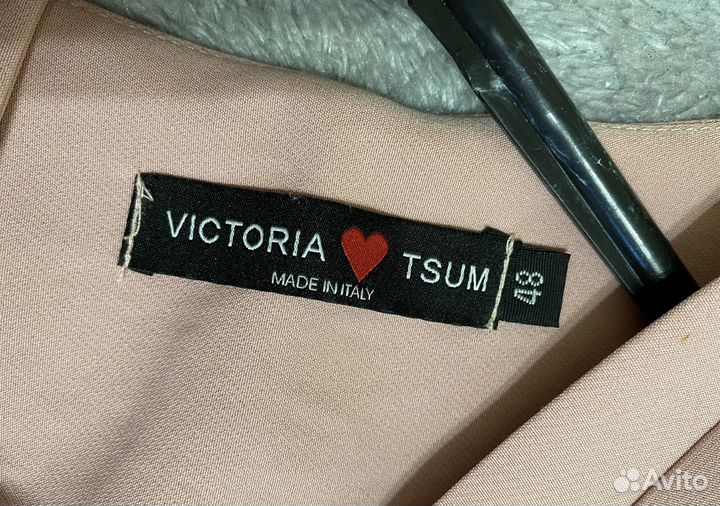 VICTORIA TSUM
MADE IN ITALY
48
Avito